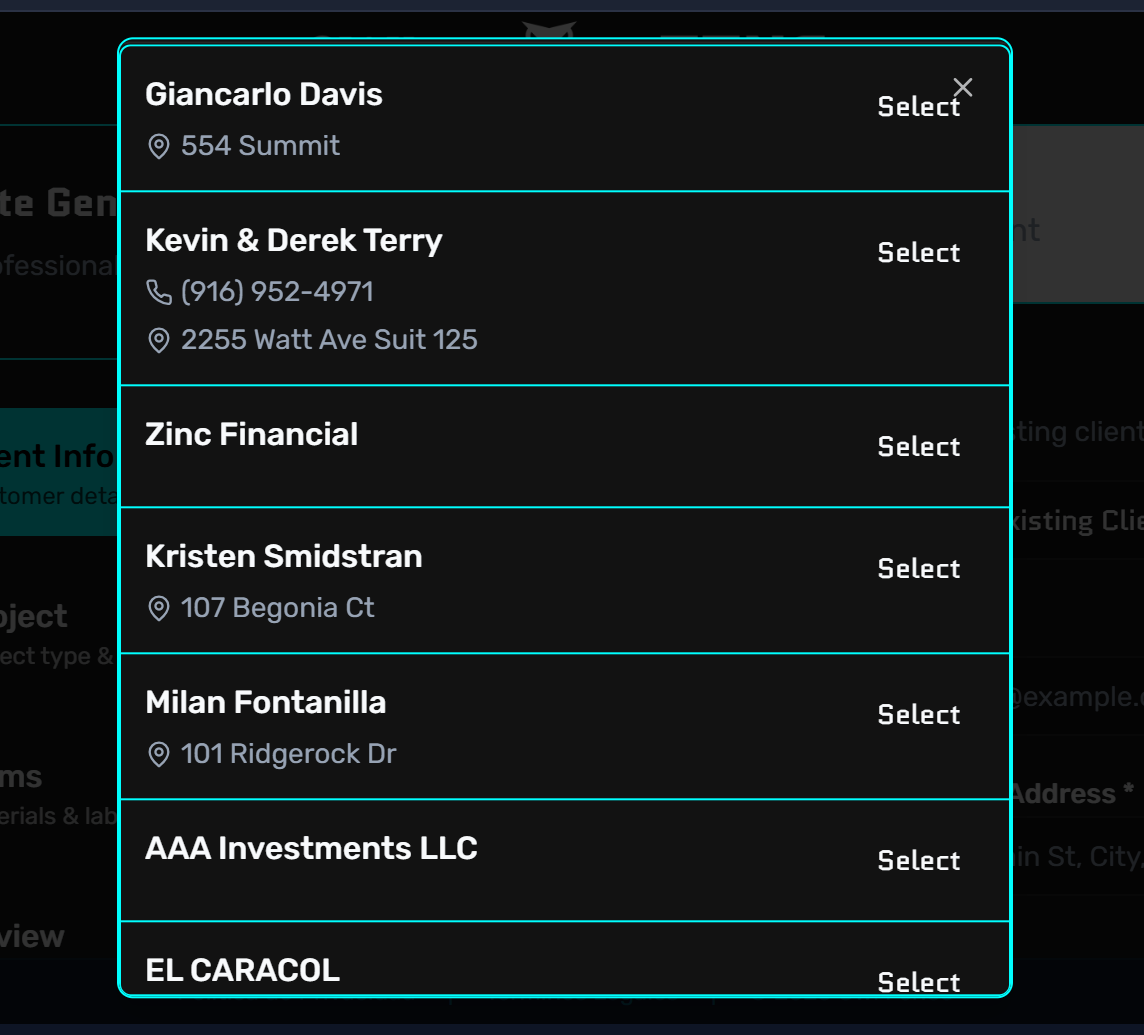 Giancarlo Davis
Select
554 Summit
te Gen
ofessional
nt
Kevin & Derek Terry
Select
(916) 952-4971
2255 Watt Ave Suit 125
Zinc Financial
Select
sting client
ent Info
tomer deta
xisting Clie
Kristen Smidstran
Select
107 Begonia Ct
oject
ect type &
Milan Fontanilla
Select
101 Ridgerock Dr
@example.c
ms
erials & lab
Address *
AAA Investments LLC
Select
in St, City,
view
EL CARACOL
Select